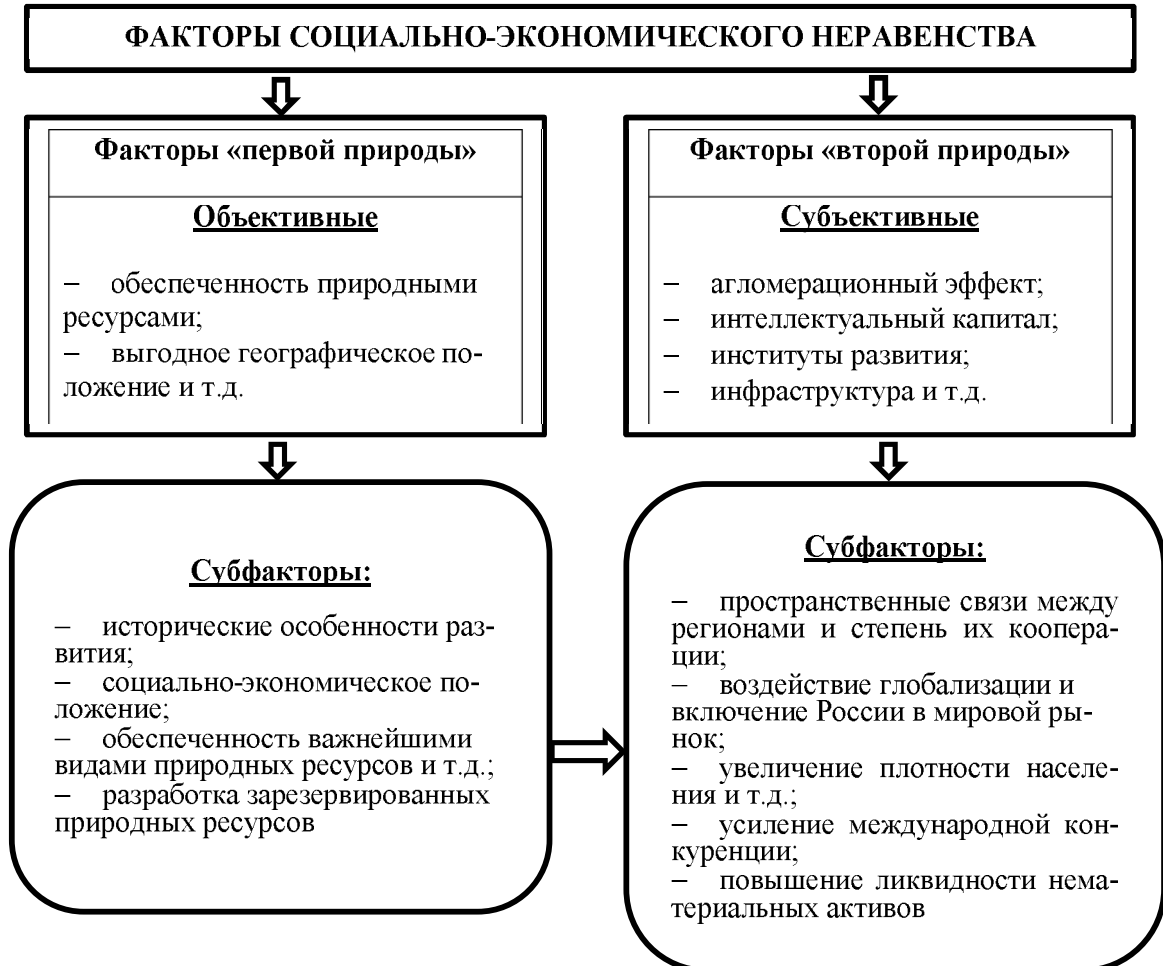 ФАКТОРЫ СОЦИАЛЬНО-ЭКОНОМИЧЕСКОГО НЕРАВЕНСТВА
Факторы «первой природы»
Объективные
– обеспеченность природными
ресурсами;
– выгодное географическое по-
ложение и т.д.
Факторы «второй природы»
Субъективные
– агломерационный эффект;
– интеллектуальный капитал;
– институты развития;
– инфраструктура и т.д.
Субфакторы:
– исторические особенности раз-
вития;
– социально-экономическое по-
ложение;
– обеспеченность важнейшими
видами природных ресурсов и т.д.;
– разработка зарезервированных
природных ресурсов
Субфакторы:
– пространственные связи между
регионами и степень их коопера-
ции;
– воздействие глобализации и
включение России в мировой ры-
нок;
– увеличение плотности населе-
ния и т.д.;
– усиление международной кон-
куренции;
– повышение ликвидности нема-
териальных активов